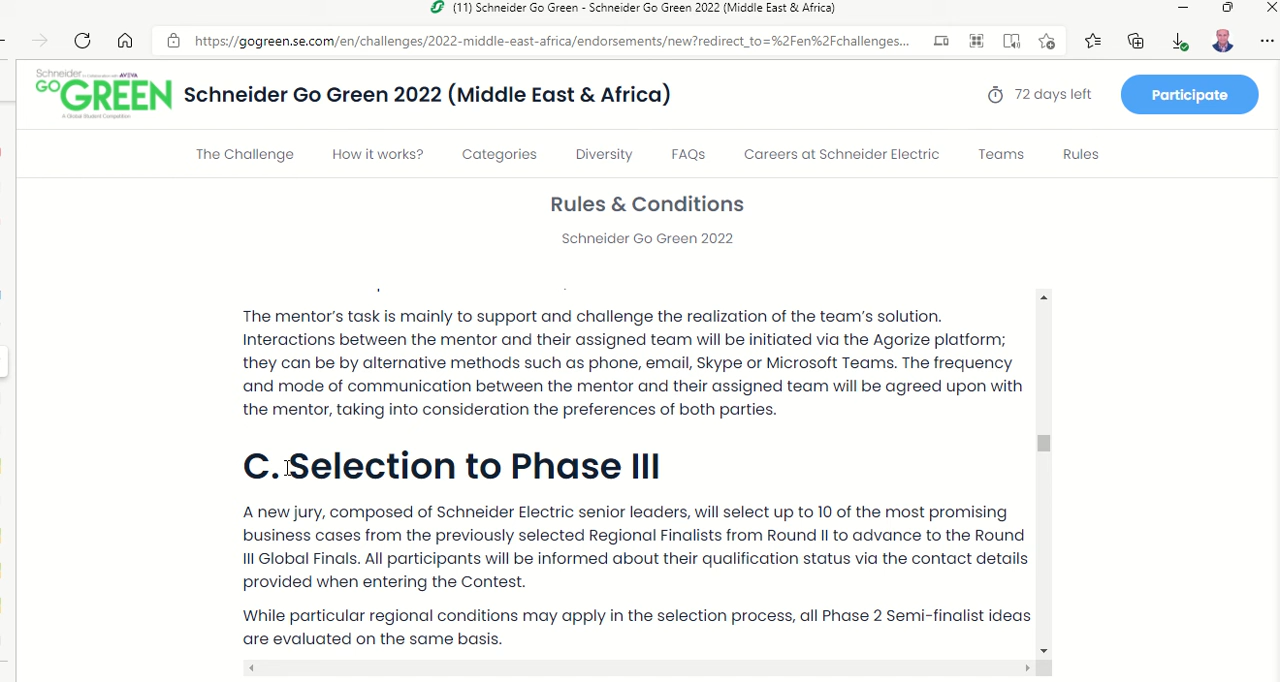 (11) Schneider Go Green - Schneider Go Green 2022 (Middle East & Africa)
https://gogreen.se.com/en/challenges/2022-middle-east-africa/endorsements/new?redirect_to=%2Fen%2Fchallenges...
Schneider in collaboration with AVEVA
GO GREEN
A Global Student Competition
Schneider Go Green 2022 (Middle East & Africa)
72 days left
Participate
The Challenge How it works? Categories Diversity FAQs Careers at Schneider Electric Teams Rules
Rules & Conditions
Schneider Go Green 2022
The mentor's task is mainly to support and challenge the realization of the team's solution.
Interactions between the mentor and their assigned team will be initiated via the Agorize platform;
they can be by alternative methods such as phone, email, Skype or Microsoft Teams. The frequency
and mode of communication between the mentor and their assigned team will be agreed upon with
the mentor, taking into consideration the preferences of both parties.
C. Selection to Phase III
A new jury, composed of Schneider Electric senior leaders, will select up to 10 of the most promising
business cases from the previously selected Regional Finalists from Round II to advance to the Round
III Global Finals. All participants will be informed about their qualification status via the contact details
provided when entering the Contest.
While particular regional conditions may apply in the selection process, all Phase 2 Semi-finalist ideas
are evaluated on the same basis.